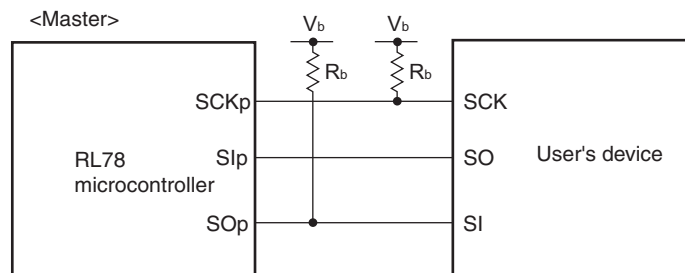 <Master>
Vb Vb
Rb Rb
SCKp SCK
SIp SO
RL78
microcontroller
User's device
SOp SI